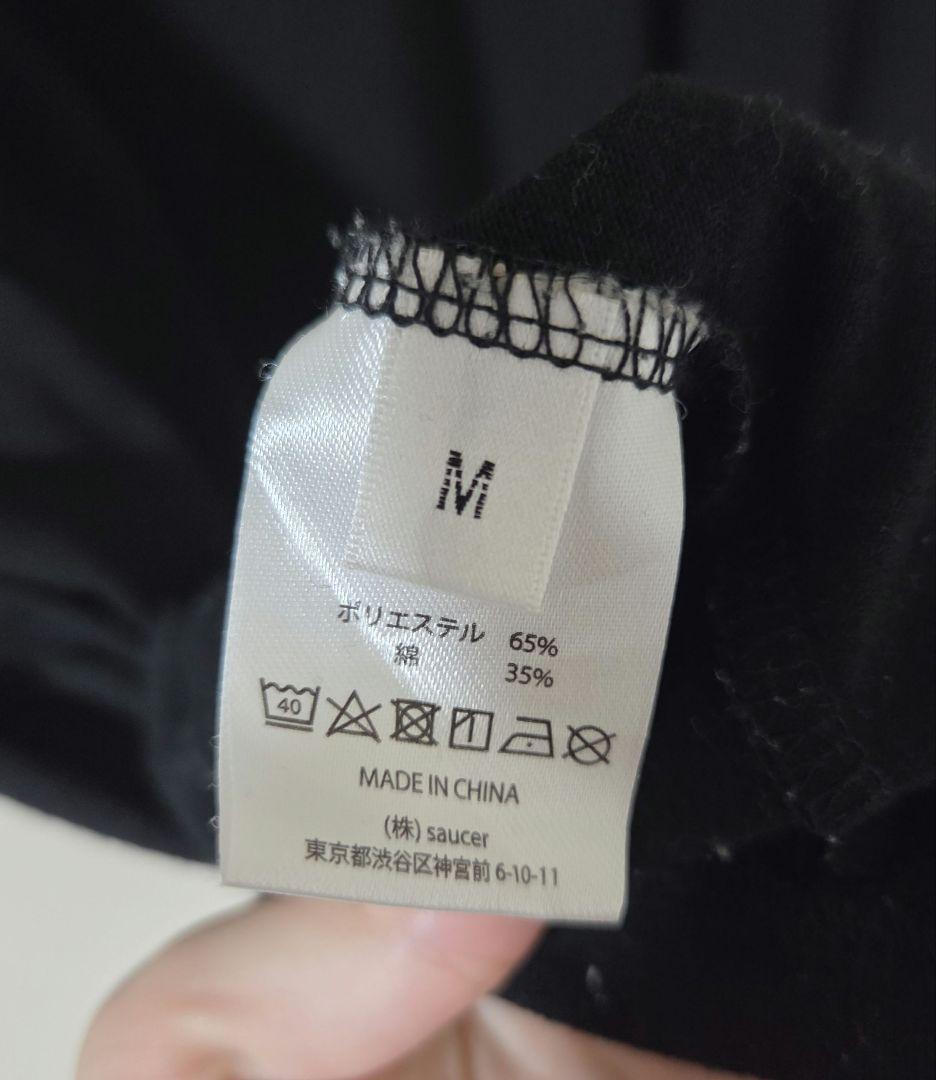 M
ポリエステル 65%
綿 35%
40
MADE IN CHINA
(株) saucer
東京都渋谷区神宮前 6-10-11